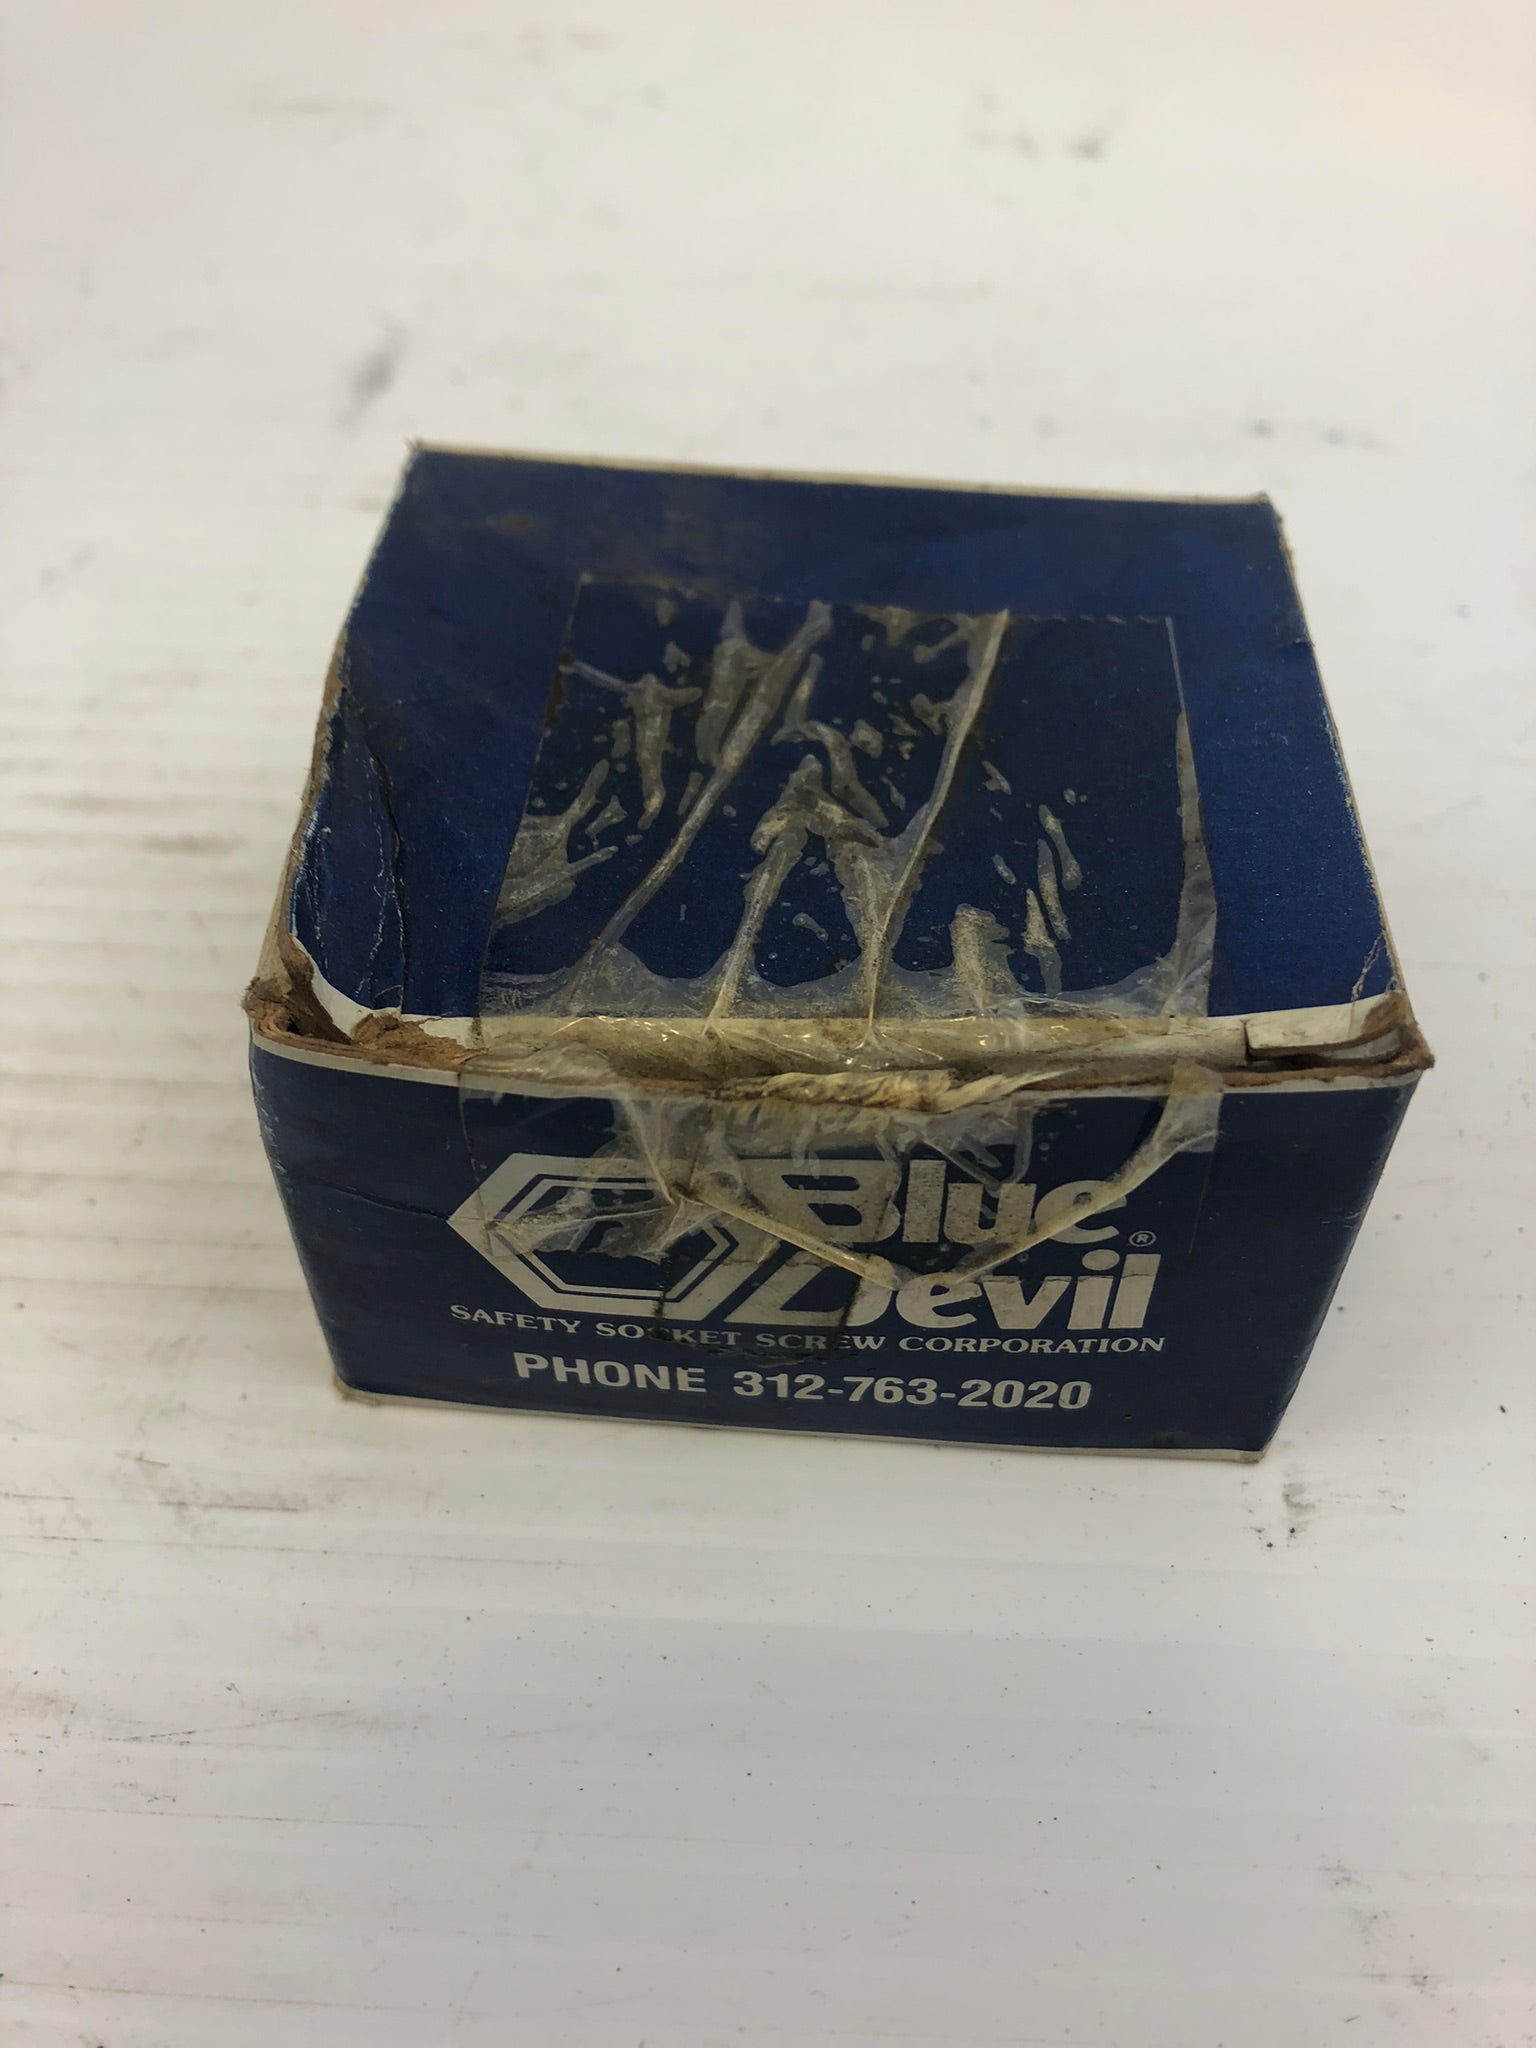 Blue
Devil®
SAFETY SOCKET SCREW CORPORATION
PHONE 312-763-2020